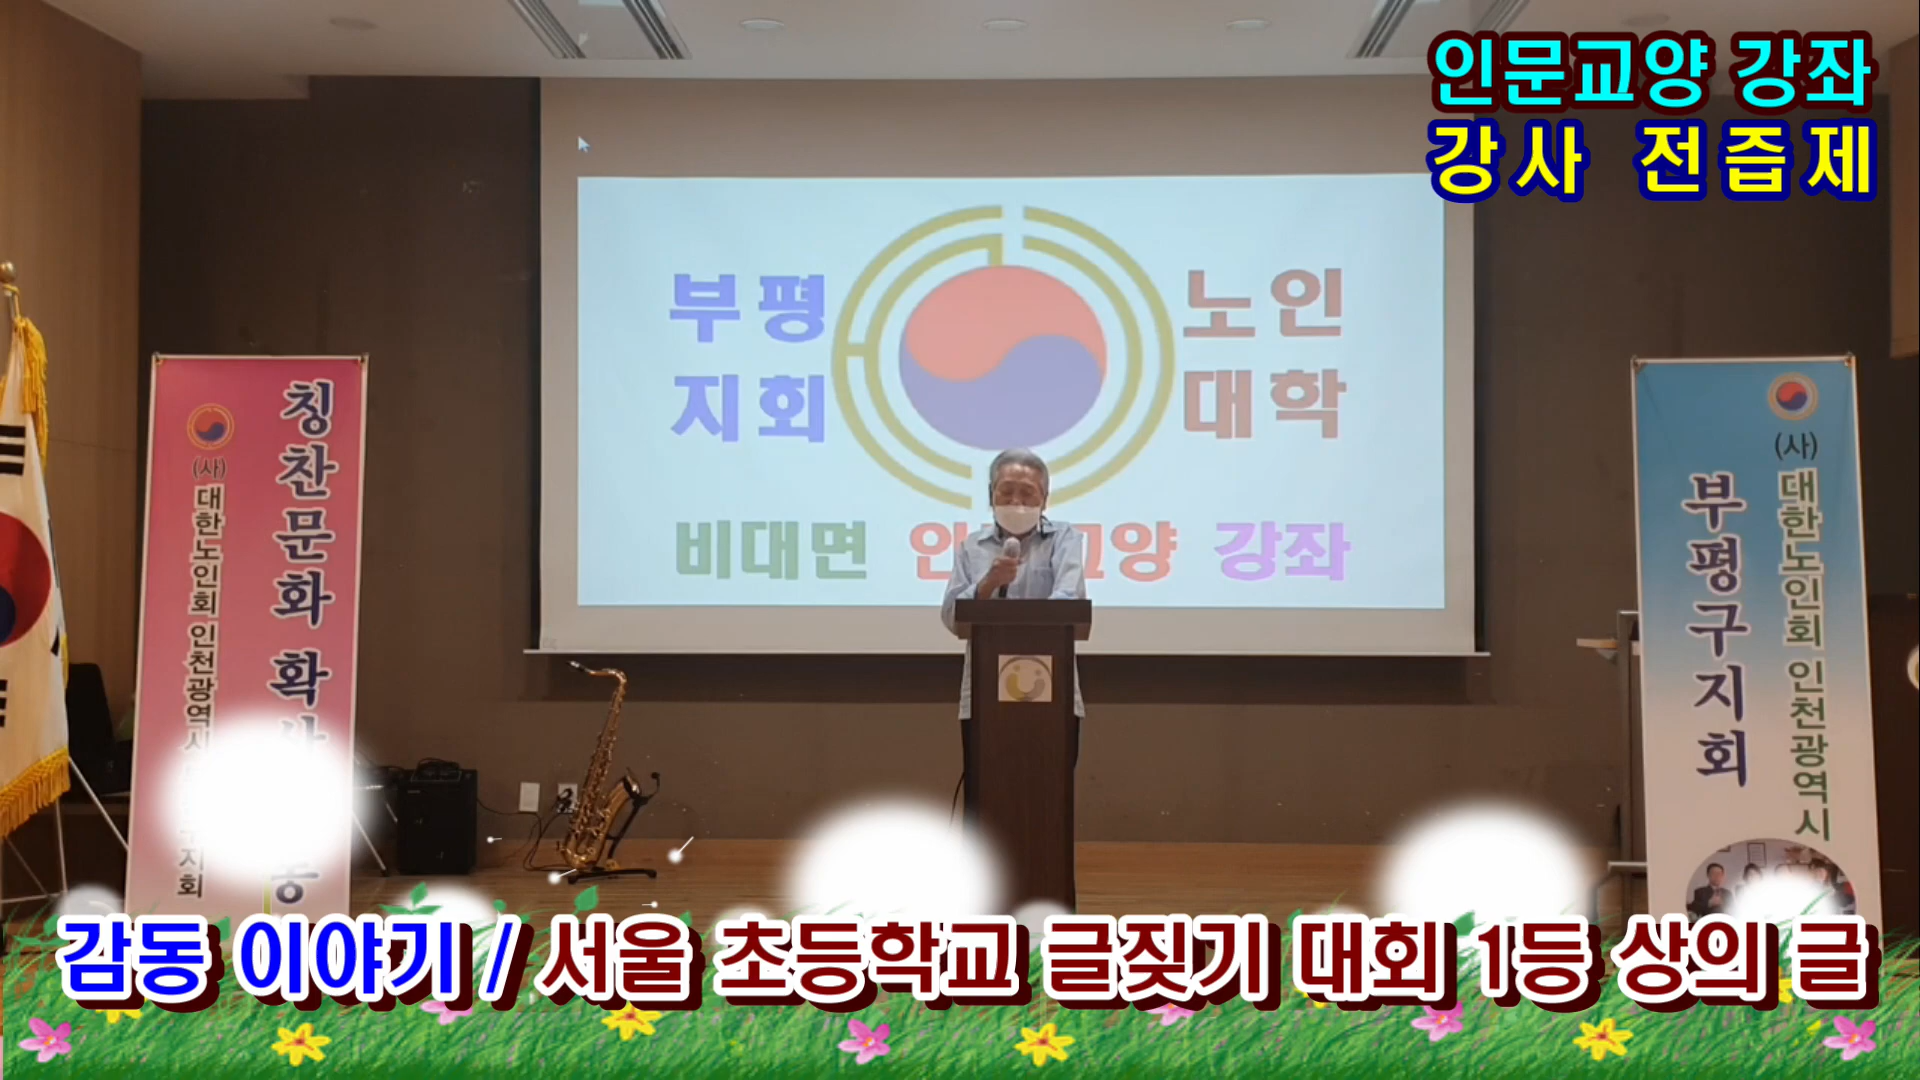 인문교양 강좌
강사 전즙제
부평 노인
지회 대학
비대면 인 교양 강좌
칭찬문화
(사) 대한노인회 인천광역시
지회
(사) 대한노인회 인천광역시
부평구지회
감동 이야기 / 서울 초등학교 글짖기 대회 1등 상의 글